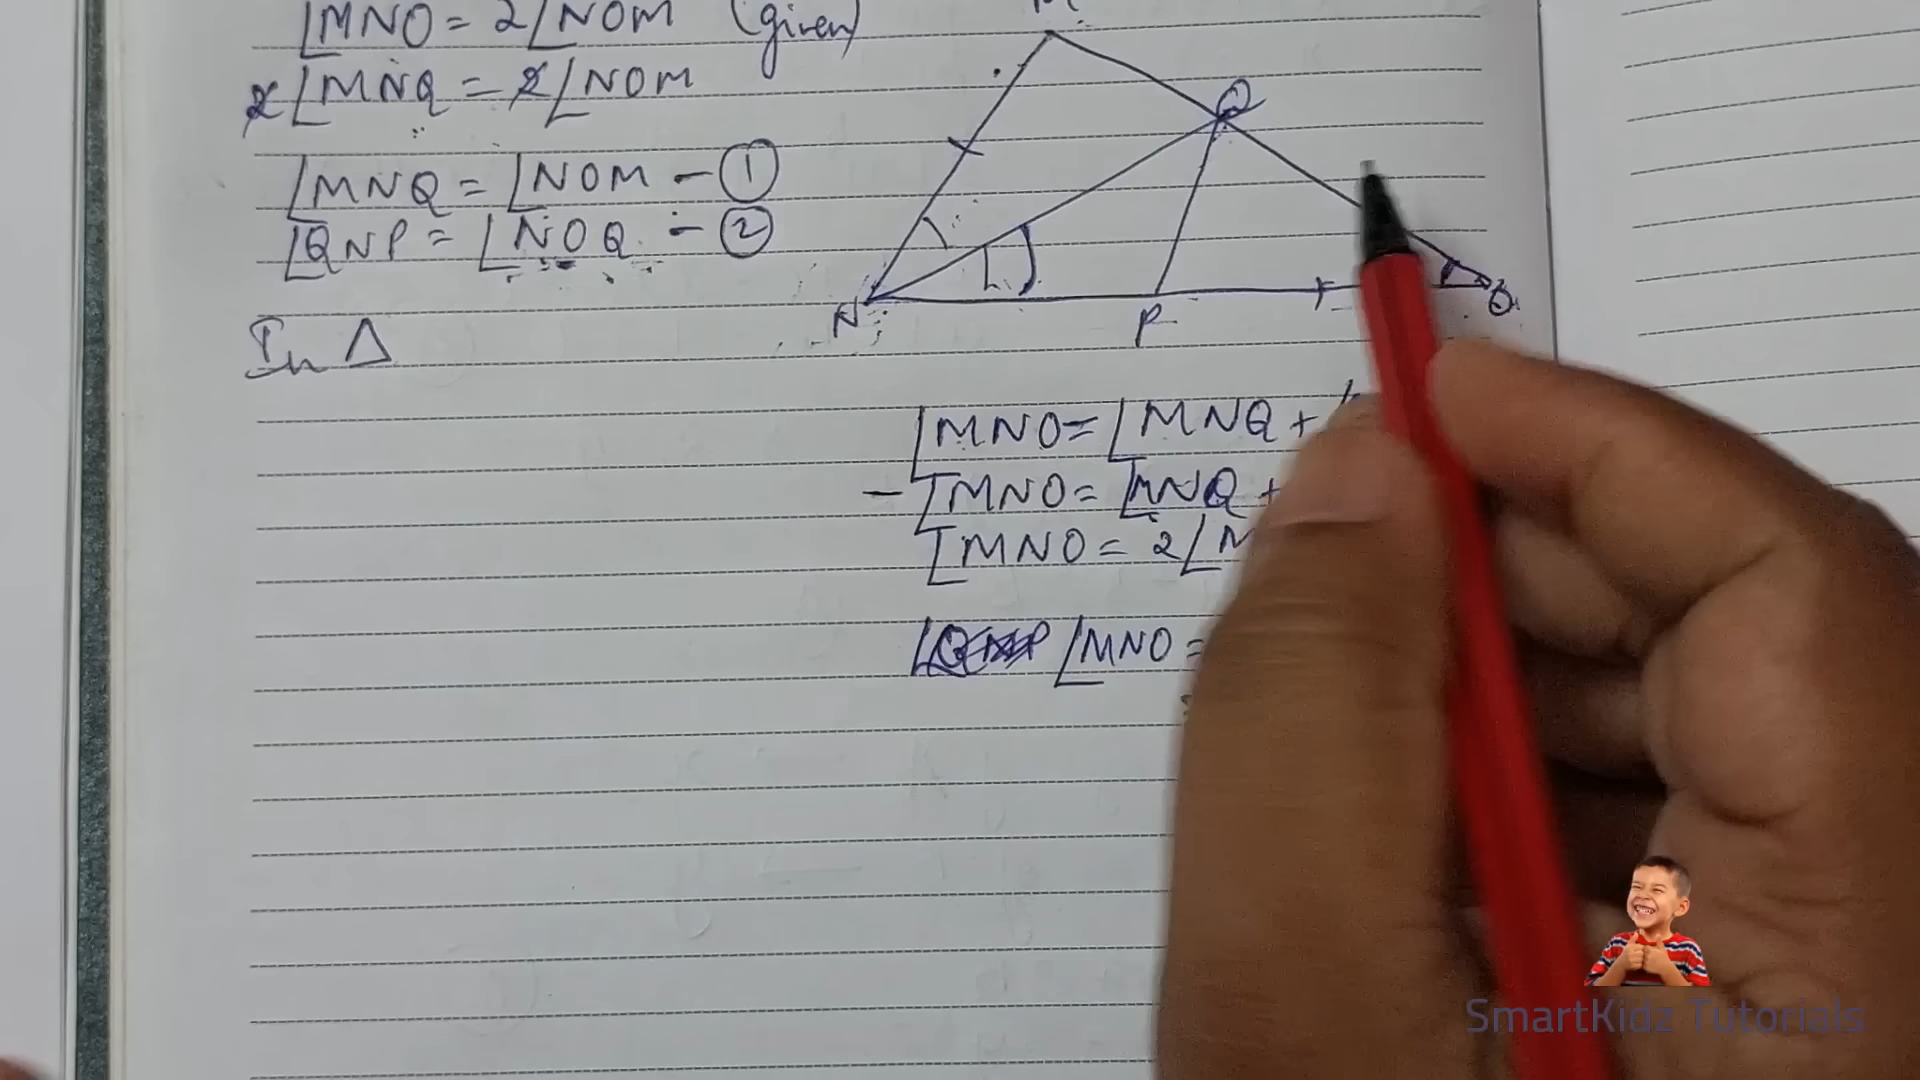 ∠MNO = 2∠NOM (given)
2∠MNQ = 2∠NOM
∠MNQ = ∠NOM - ①
∠QNP = ∠NOQ - ②
In Δ
M
Q
N
P
O
∠MNO = ∠MNQ +
- ∠MNO = ∠MNQ +
∠MNO = 2∠M
∠MNO =
SmartKidz Tutorials